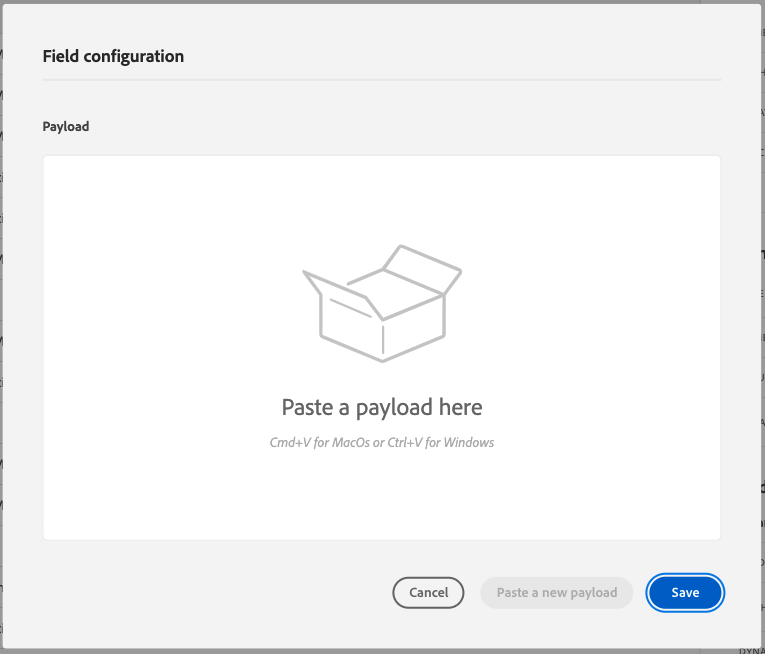 Field configuration
Payload
Paste a payload here
Cmd+V for MacOs or Ctrl+V for Windows
Cancel
Paste a new payload
Save